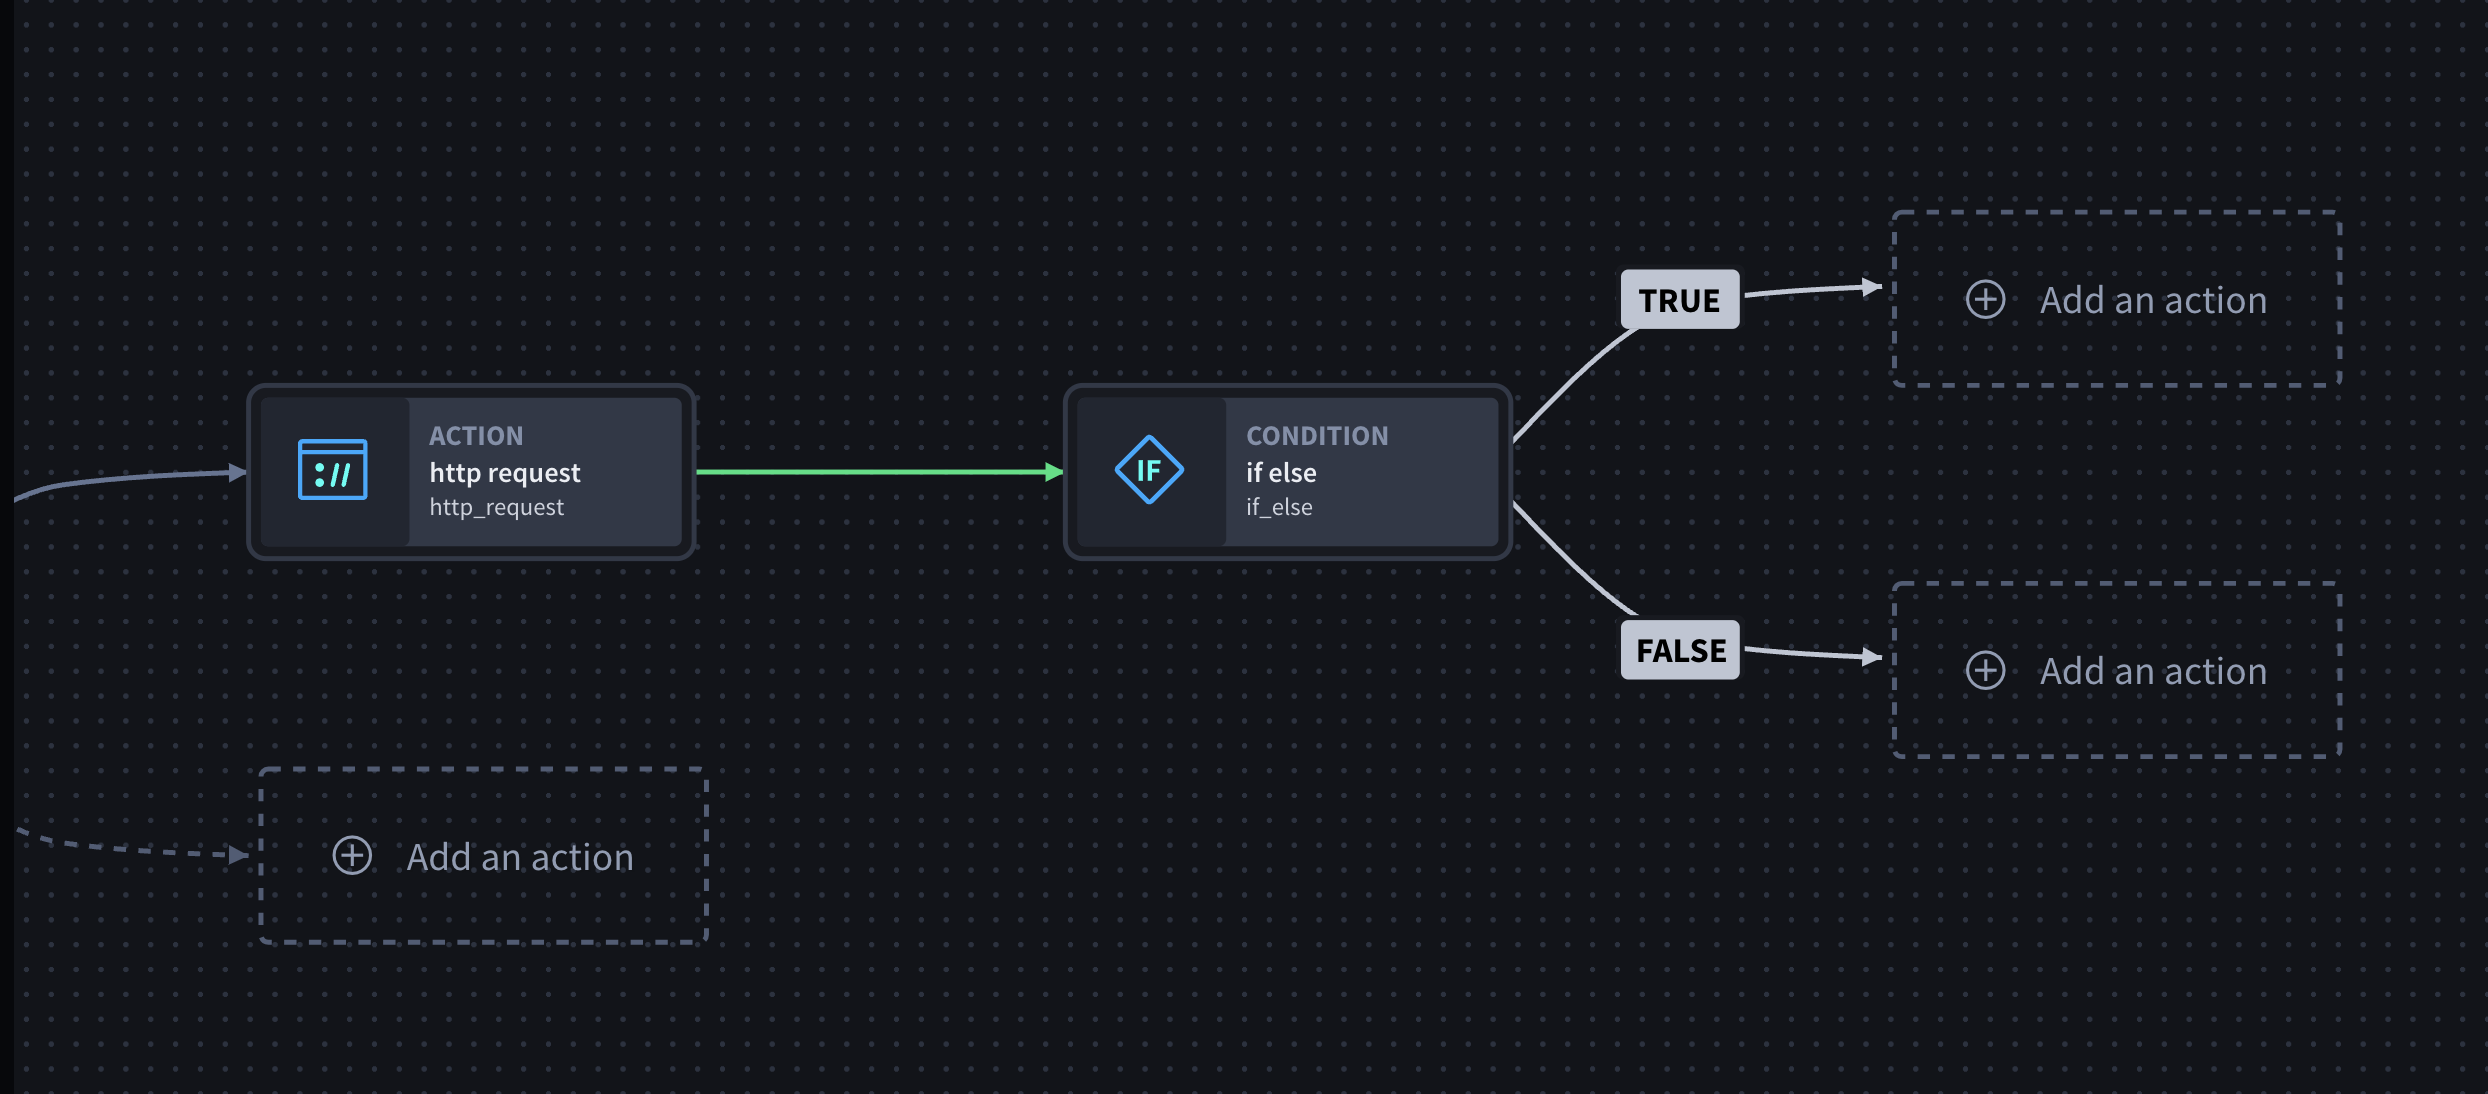 ://
ACTION
http request
http_request
IF
CONDITION
if else
if_else
TRUE
Add an action
FALSE
Add an action
Add an action